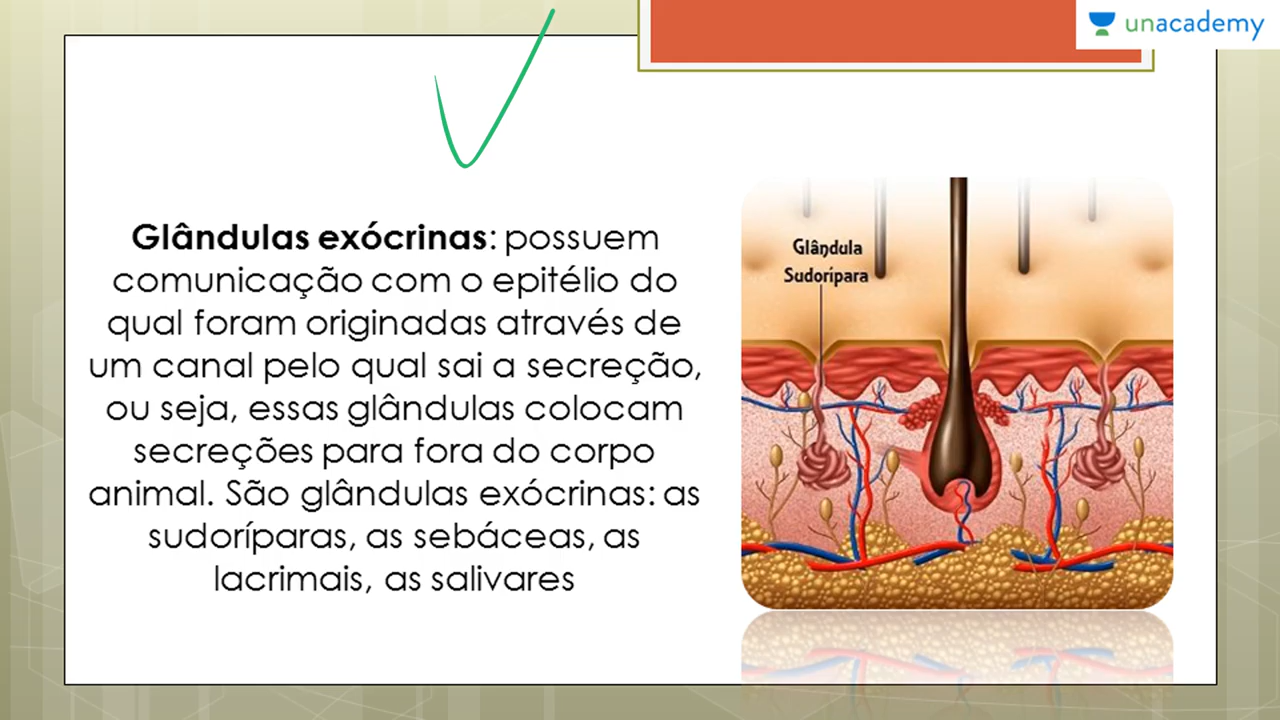 unacademy
Glândulas exócrinas: possuem
comunicação com o epitélio do
qual foram originadas através de
um canal pelo qual sai a secreção,
ou seja, essas glândulas colocam
secreções para fora do corpo
animal. São glândulas exócrinas: as
sudoríparas, as sebáceas, as
lacrimais, as salivares
Glândula
Sudorípara